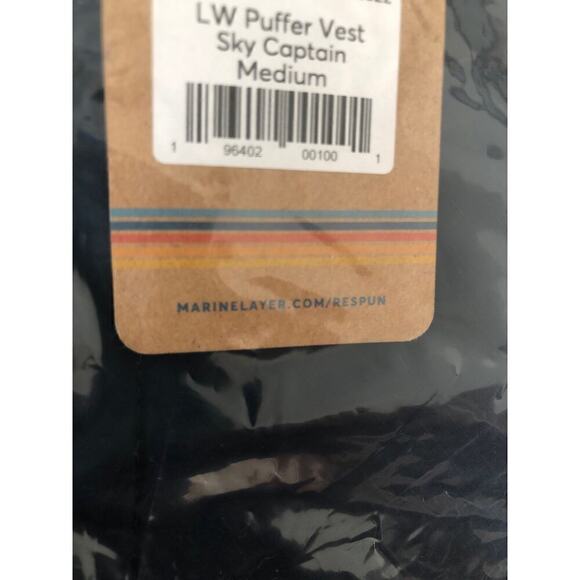 LW Puffer Vest
Sky Captain
Medium
1 96402 00100 1
MARINELAYER.COM/RESPUN